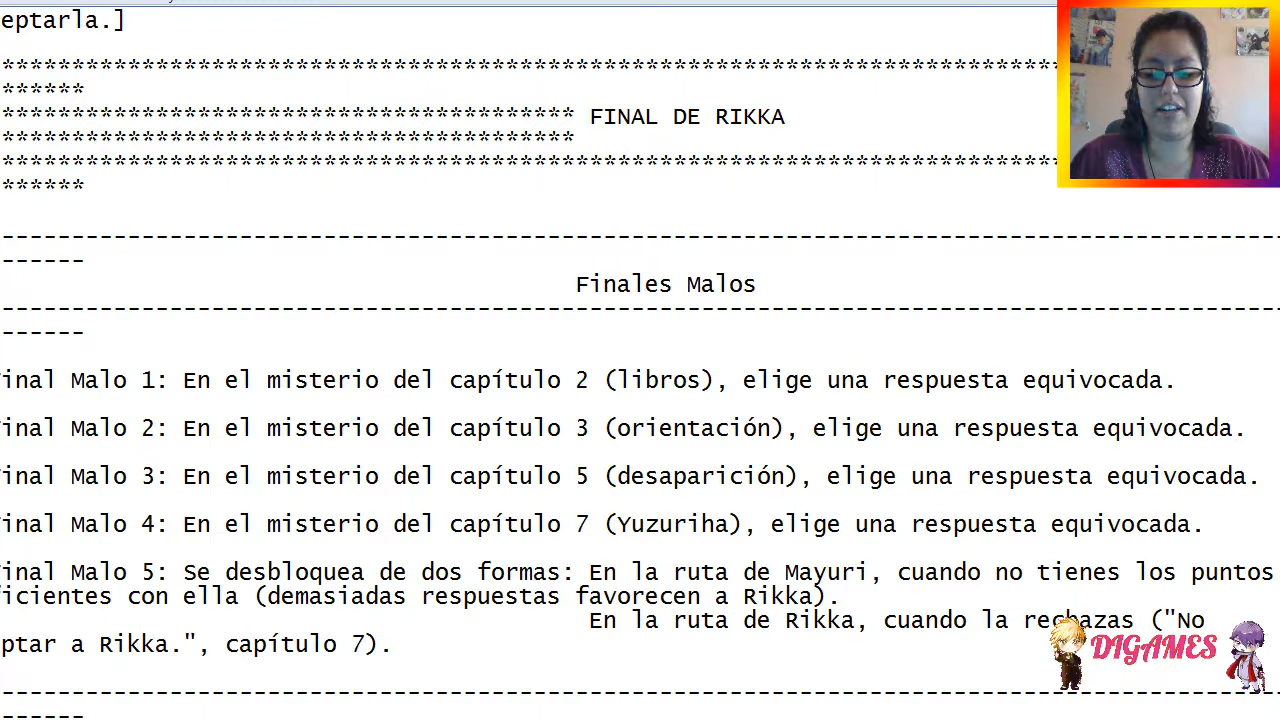 eptarla.]
***************************************************************************
******
***************************************** FINAL DE RIKKA
*****************************************
***************************************************************************
******
-------------------------------------------------------------------------------------------
------
Finales Malos
-------------------------------------------------------------------------------------------
------
inal Malo 1: En el misterio del capítulo 2 (libros), elige una respuesta equivocada.
inal Malo 2: En el misterio del capítulo 3 (orientación), elige una respuesta equivocada.
inal Malo 3: En el misterio del capítulo 5 (desaparición), elige una respuesta equivocada.
inal Malo 4: En el misterio del capítulo 7 (Yuzuriha), elige una respuesta equivocada.
inal Malo 5: Se desbloquea de dos formas: En la ruta de Mayuri, cuando no tienes los puntos
icientes con ella (demasiadas respuestas favorecen a Rikka).
En la ruta de Rikka, cuando la rechazas ("No
ptar a Rikka.", capítulo 7).
DIGAMES
-------------------------------------------------------------------------------------------
------